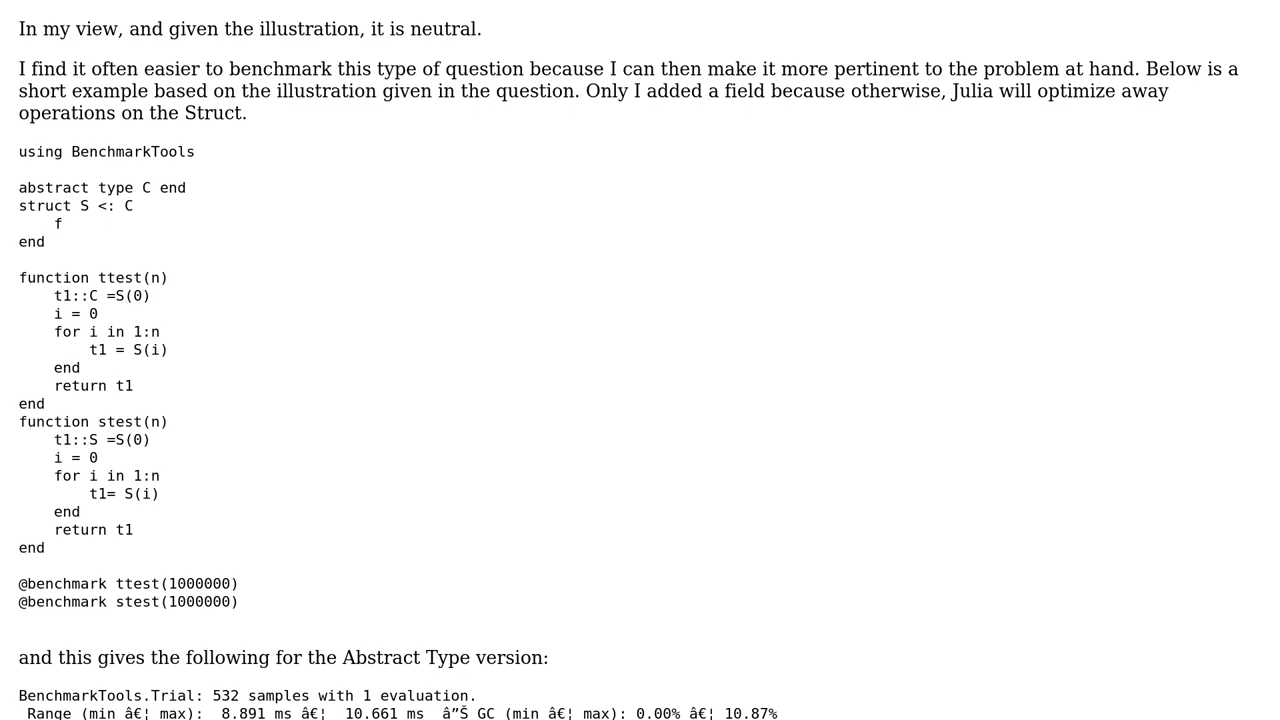 In my view, and given the illustration, it is neutral.
I find it often easier to benchmark this type of question because I can then make it more pertinent to the problem at hand. Below is a
short example based on the illustration given in the question. Only I added a field because otherwise, Julia will optimize away
operations on the Struct.
using BenchmarkTools
abstract type C end
struct S <: C
    f
end
function ttest(n)
    t1::C =S(0)
    i = 0
    for i in 1:n
        t1 = S(i)
    end
    return t1
end
function stest(n)
    t1::S =S(0)
    i = 0
    for i in 1:n
        t1= S(i)
    end
    return t1
end
@benchmark ttest(1000000)
@benchmark stest(1000000)
and this gives the following for the Abstract Type version:
BenchmarkTools.Trial: 532 samples with 1 evaluation.
 Range (min â€¦ max):  8.891 ms â€¦  10.661 ms  â”Š GC (min â€¦ max): 0.00% â€¦ 10.87%